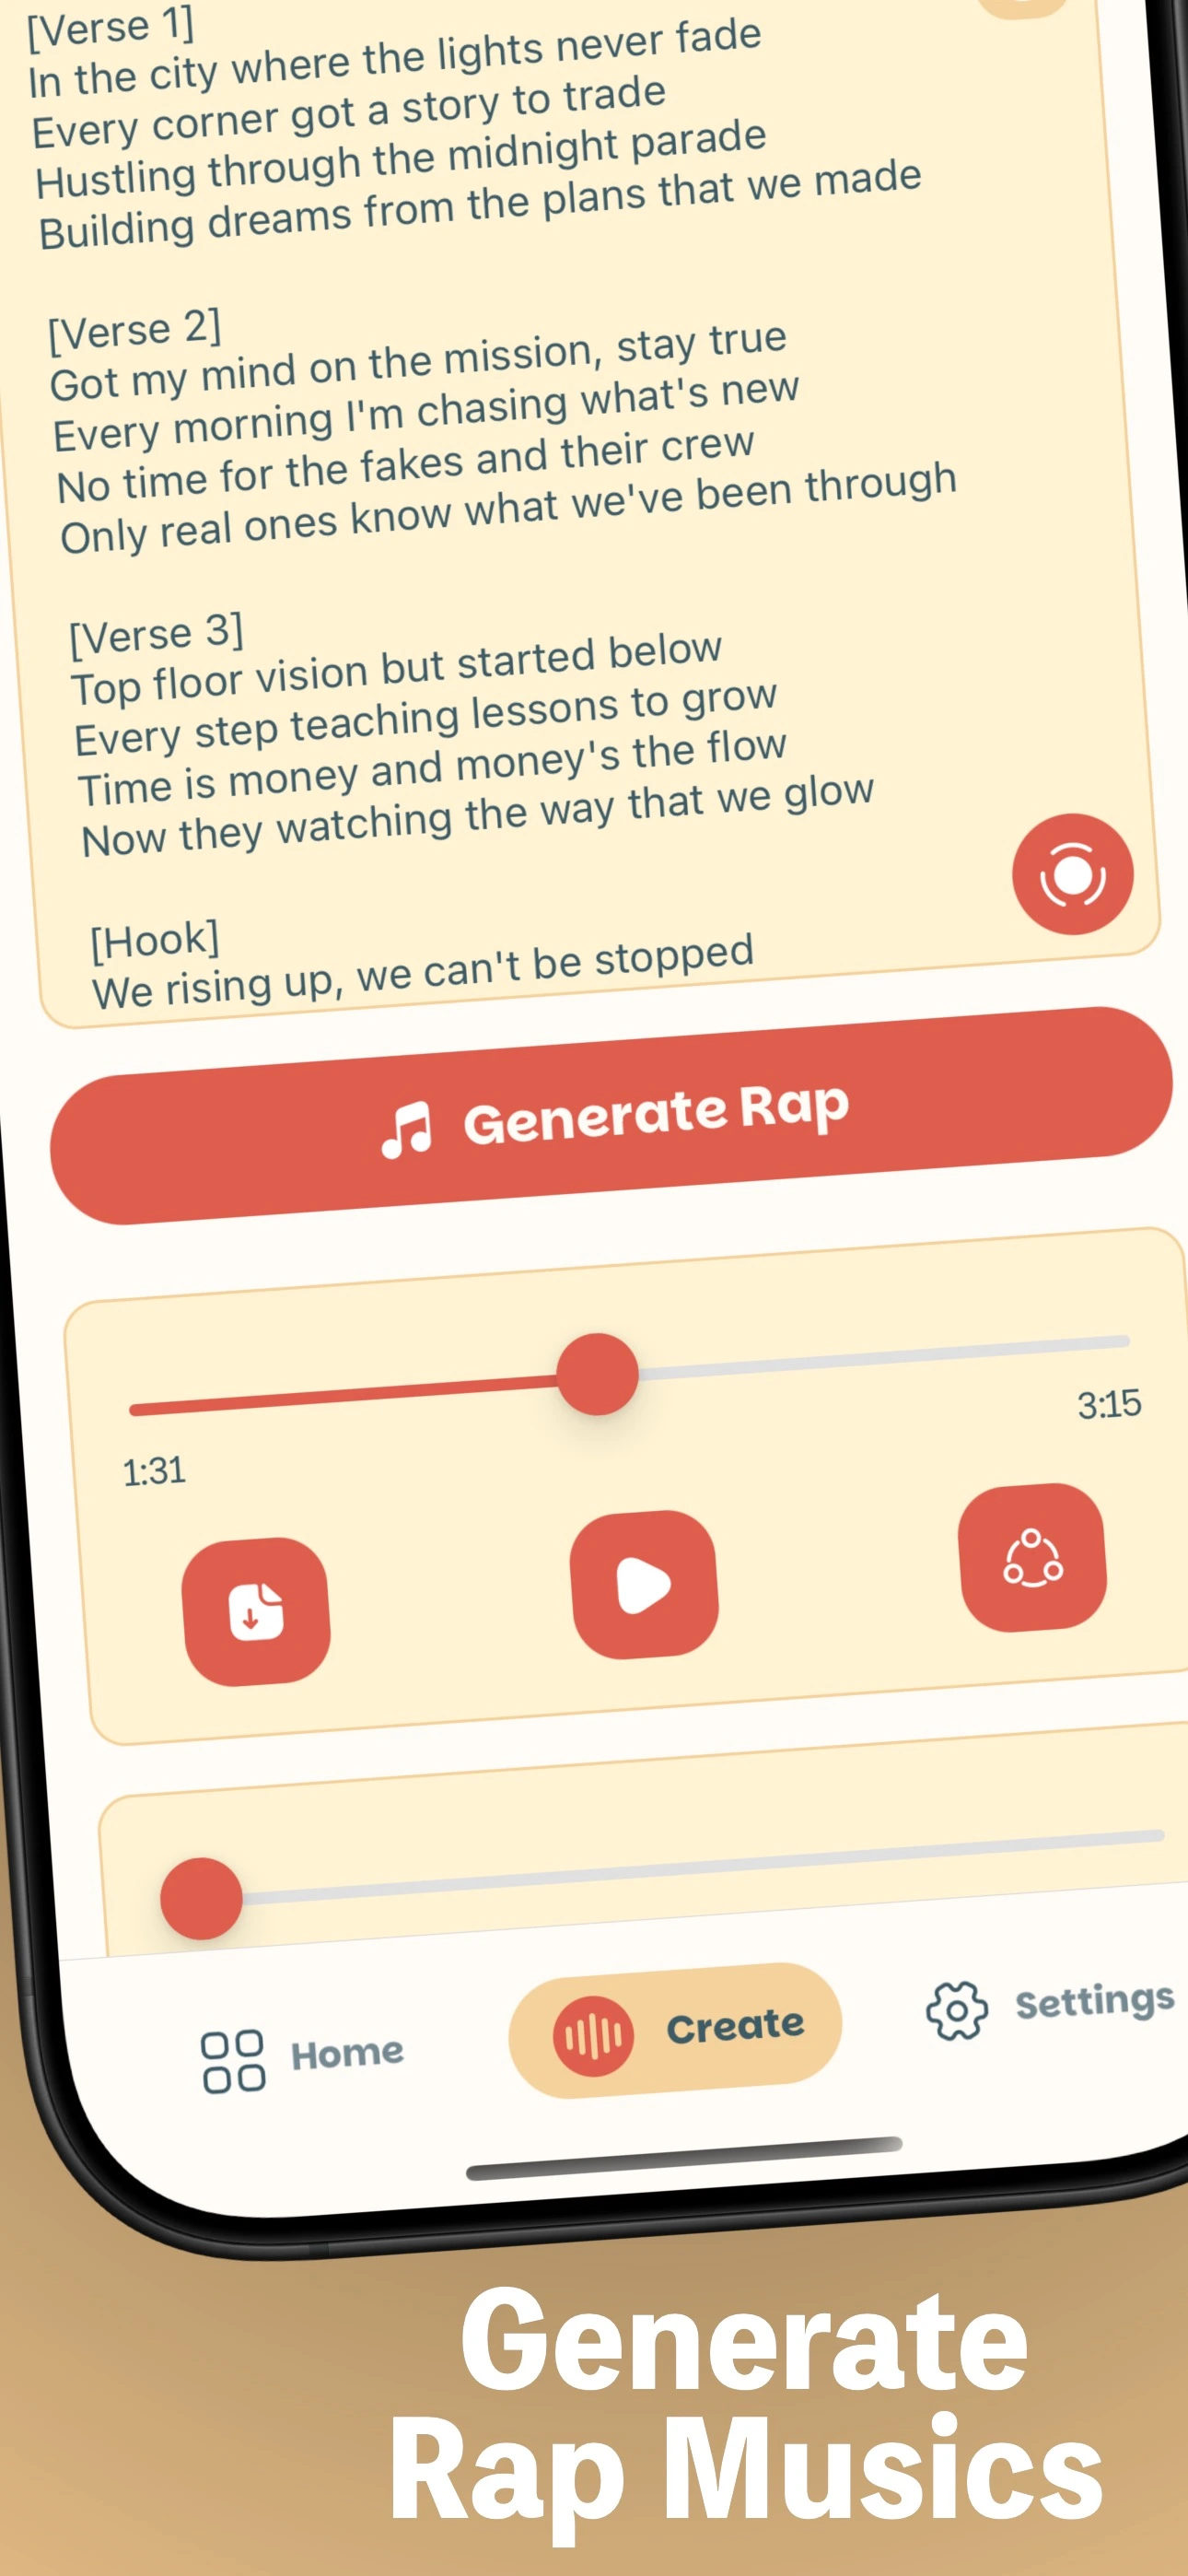 [Verse 1]
In the city where the lights never fade
Every corner got a story to trade
Hustling through the midnight parade
Building dreams from the plans that we made

[Verse 2]
Got my mind on the mission, stay true
Every morning I'm chasing what's new
No time for the fakes and their crew
Only real ones know what we've been through

[Verse 3]
Top floor vision but started below
Every step teaching lessons to grow
Time is money and money's the flow
Now they watching the way that we glow

[Hook]
We rising up, we can't be stopped
Generate Rap
1:31
3:15
Home
Create
Settings
Generate
Rap Musics